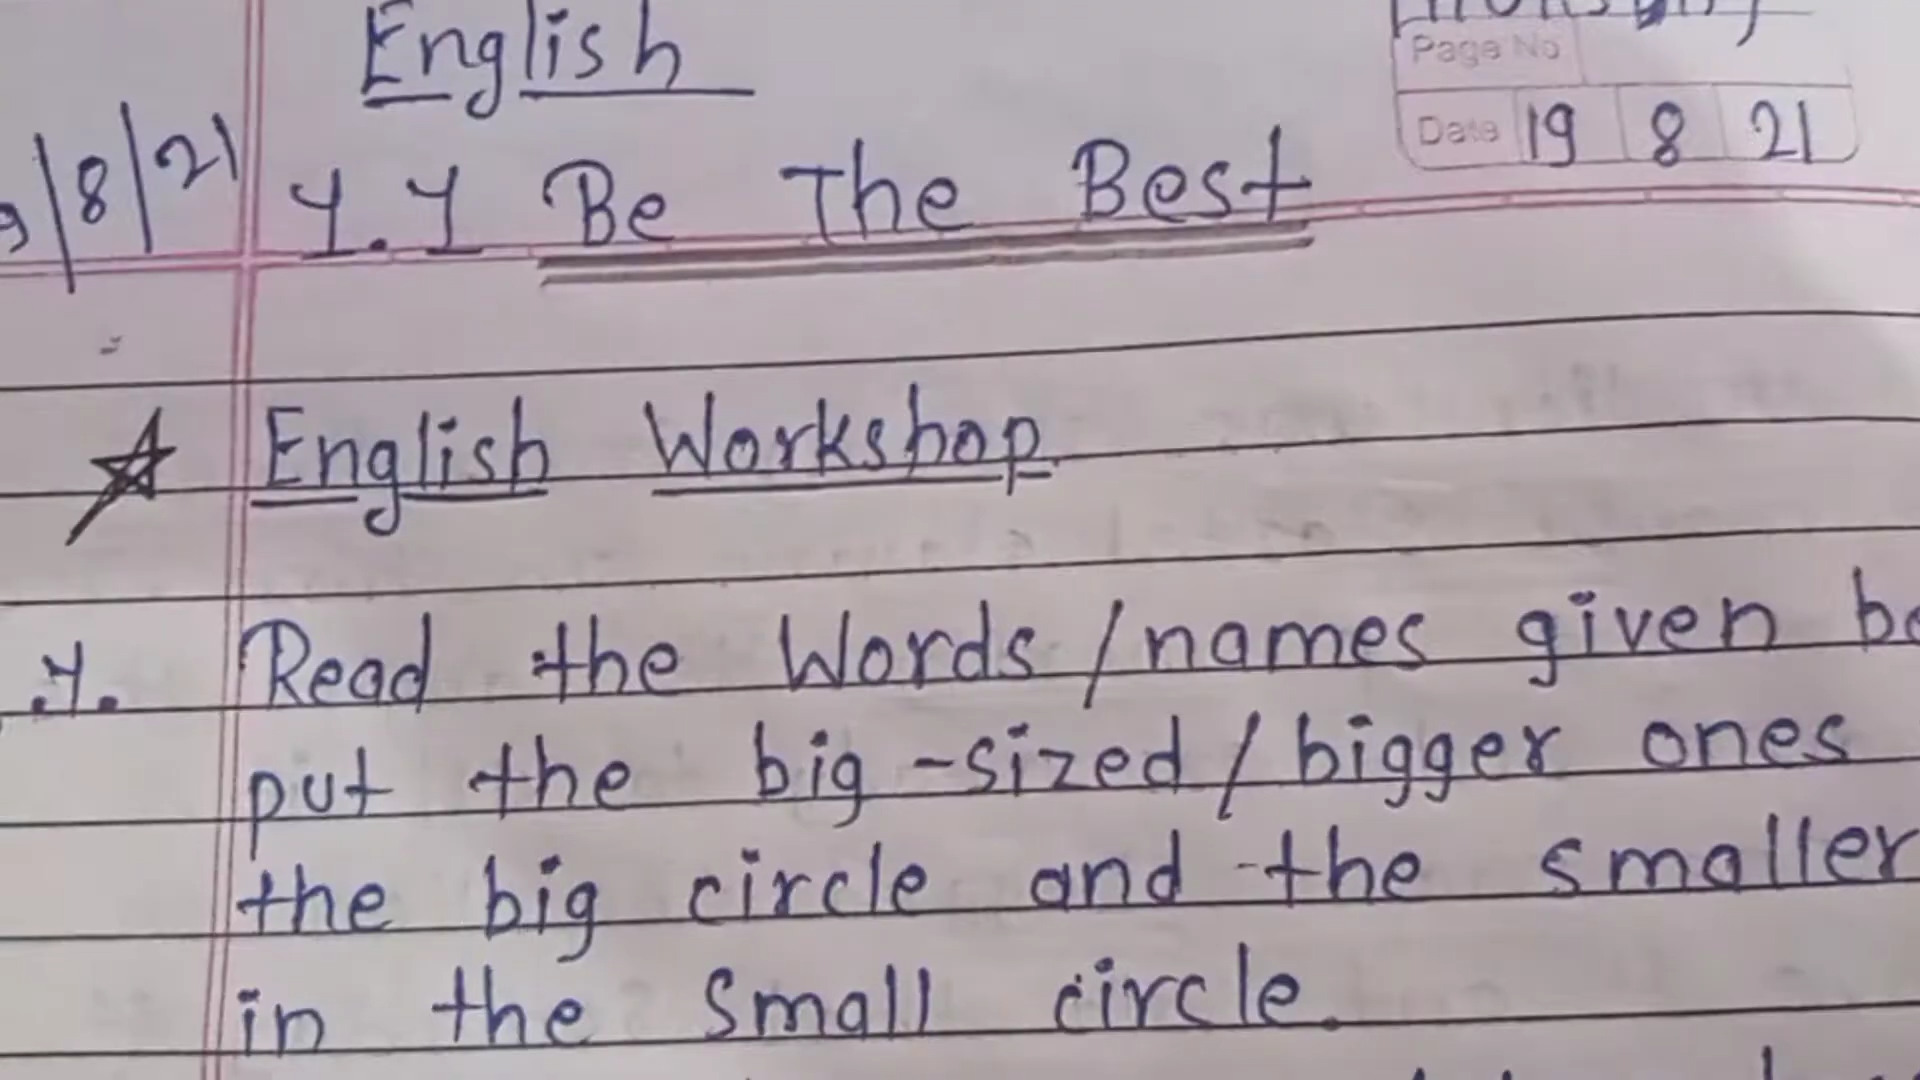 English
Page No
Date 19 8 21
/8/21 1.1 Be The Best
English Workshop
1. Read the Words/names given
put the big-sized/bigger ones
the big circle and the smaller
in the small circle.